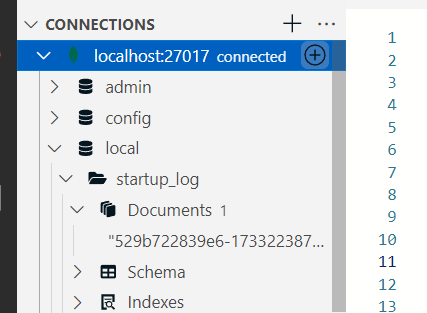 CONNECTIONS
localhost:27017 connected
admin
config
local
startup_log
Documents 1
"529b722839e6-173322387...
Schema
Indexes
1
2
3
4
5
6
7
8
9
10
11
12
13